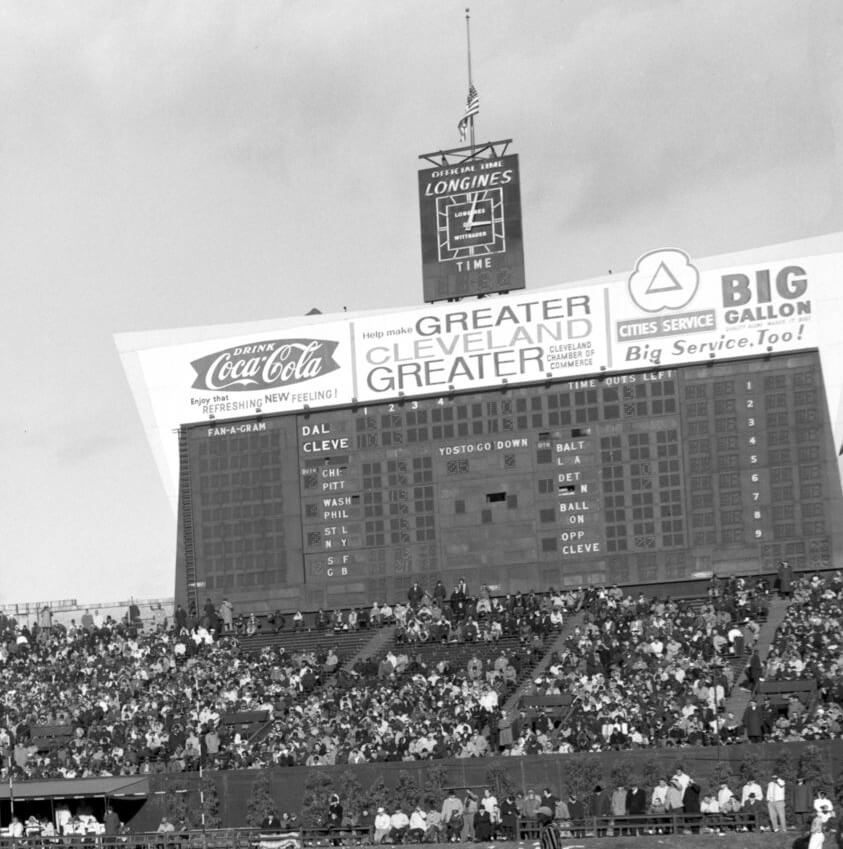 OFFICIAL TIME
LONGINES
LONGINES
WITTNAUER
TIME
DRINK
Coca-Cola
Enjoy that
REFRESHING NEW FEELING!
Help make GREATER
CLEVELAND
GREATER
CLEVELAND
CHAMBER OF
COMMERCE
CITIES SERVICE
BIG
GALLON
Big Service, Too!
TIME OUTS LEFT
FAN-A-GRAM
1 2 3 4
DAL
CLEVE
YDS TO GO DOWN
CHI
PITT
WASH
PHIL
ST L
N Y
S F
G B
QTR
BALT
L A
DET
N
BALL
ON
OPP
CLEVE
1
2
3
4
5
6
7
8
9